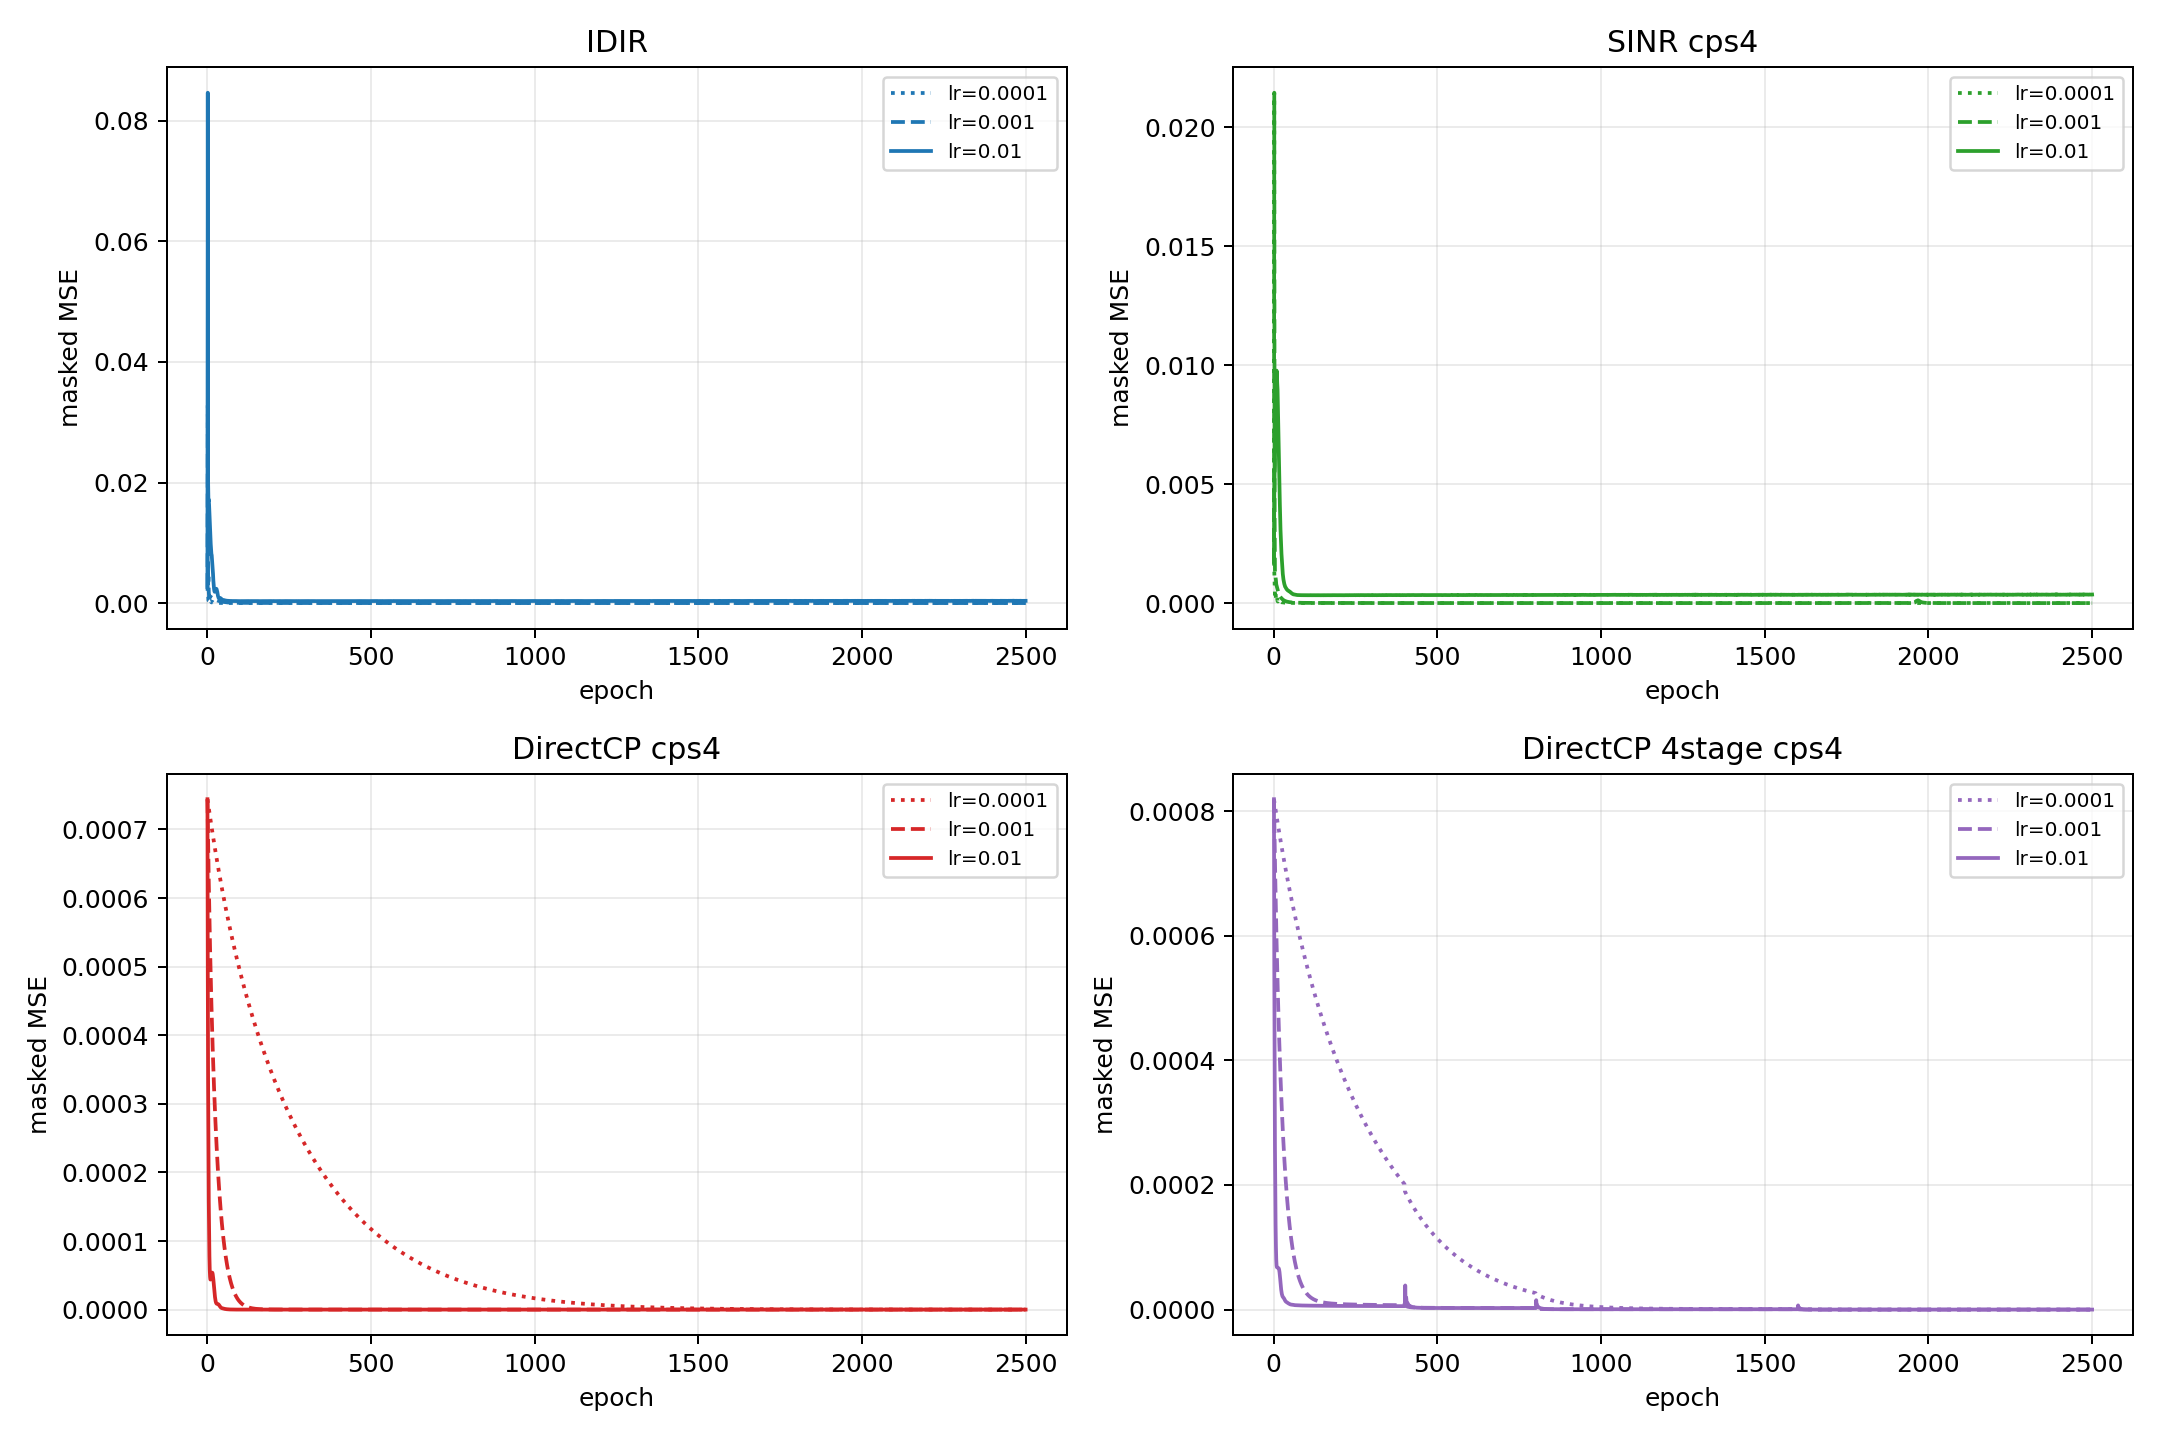 IDIR
masked MSE
0.08
0.06
0.04
0.02
0.00
0 500 1000 1500 2000 2500
epoch
lr=0.0001
lr=0.001
lr=0.01
SINR cps4
masked MSE
0.020
0.015
0.010
0.005
0.000
0 500 1000 1500 2000 2500
epoch
lr=0.0001
lr=0.001
lr=0.01
DirectCP cps4
masked MSE
0.0007
0.0006
0.0005
0.0004
0.0003
0.0002
0.0001
0.0000
0 500 1000 1500 2000 2500
epoch
lr=0.0001
lr=0.001
lr=0.01
DirectCP 4stage cps4
masked MSE
0.0008
0.0006
0.0004
0.0002
0.0000
0 500 1000 1500 2000 2500
epoch
lr=0.0001
lr=0.001
lr=0.01